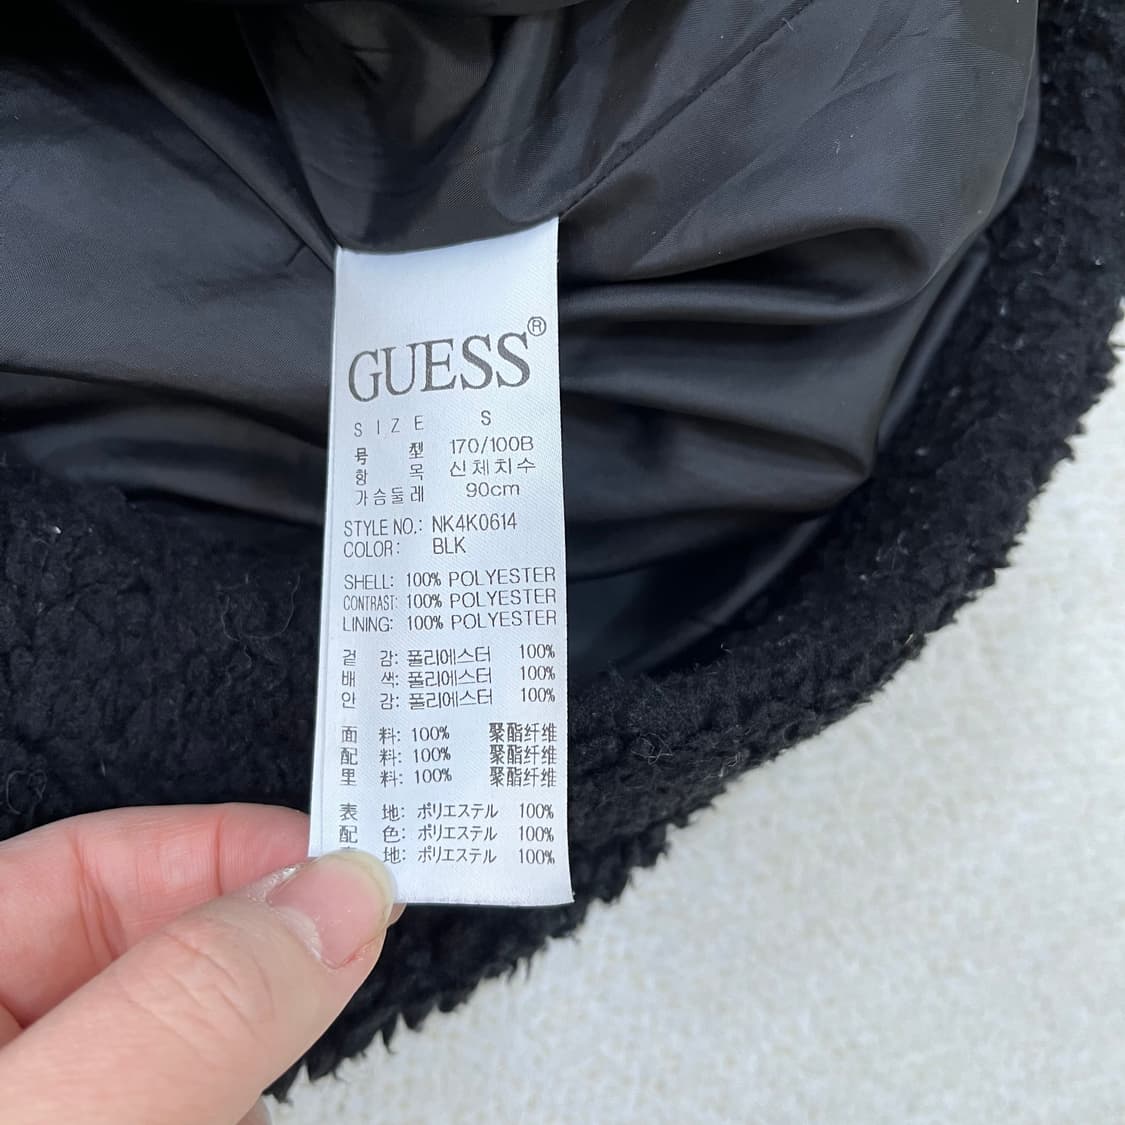 GUESS®
SIZE S
号型 170/100B
항목 신체치수
가슴둘레 90cm
STYLE NO.: NK4K0614
COLOR: BLK
SHELL: 100% POLYESTER
CONTRAST: 100% POLYESTER
LINING: 100% POLYESTER
겉감: 폴리에스터 100%
배색: 폴리에스터 100%
안감: 폴리에스터 100%
面料: 100% 聚酯纤维
配料: 100% 聚酯纤维
里料: 100% 聚酯纤维
表地: ポリエステル 100%
配色: ポリエステル 100%
地: ポリエステル 100%